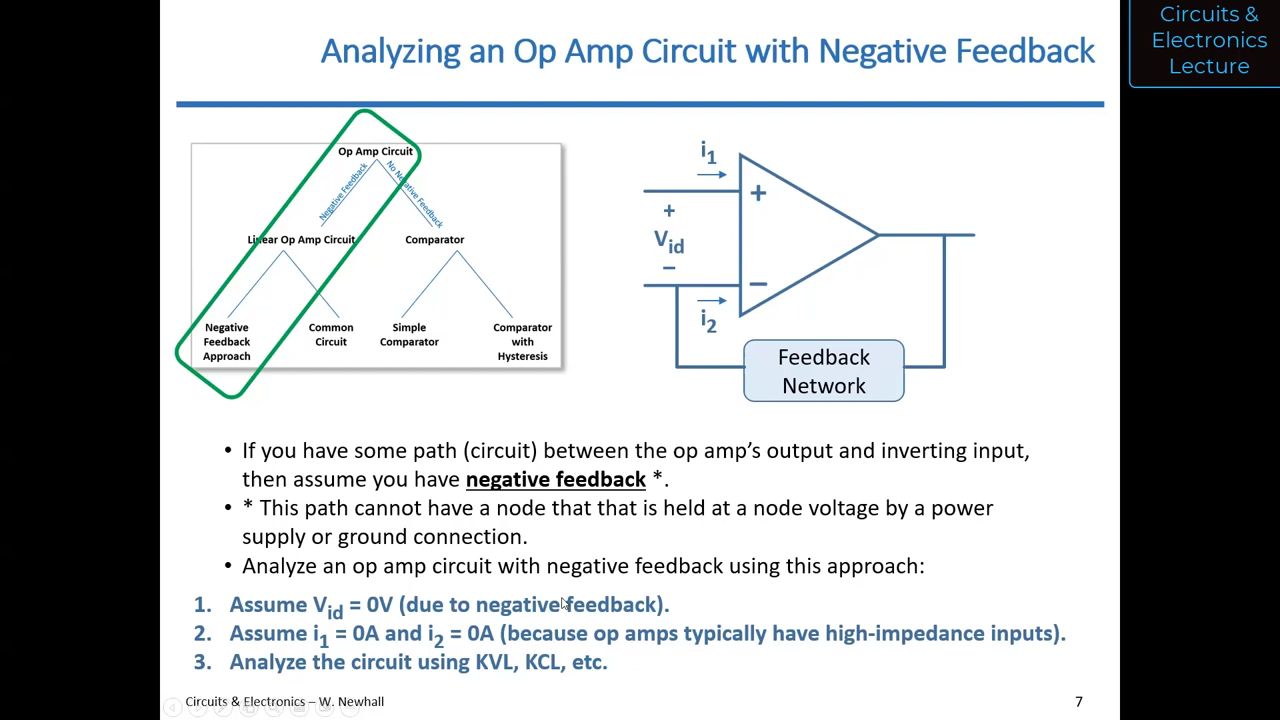 Circuits &
Electronics
Lecture
Analyzing an Op Amp Circuit with Negative Feedback
Op Amp Circuit
Negative Feedback
No Negative Feedback
Linear Op Amp Circuit
Comparator
Negative
Feedback
Approach
Common
Circuit
Simple
Comparator
Comparator
with
Hysteresis
i1
+
+
Vid
−
−
i2
Feedback
Network
• If you have some path (circuit) between the op amp’s output and inverting input,
then assume you have negative feedback *.
• * This path cannot have a node that that is held at a node voltage by a power
supply or ground connection.
• Analyze an op amp circuit with negative feedback using this approach:
1. Assume Vid = 0V (due to negative feedback).
2. Assume i1 = 0A and i2 = 0A (because op amps typically have high-impedance inputs).
3. Analyze the circuit using KVL, KCL, etc.
Circuits & Electronics – W. Newhall
7